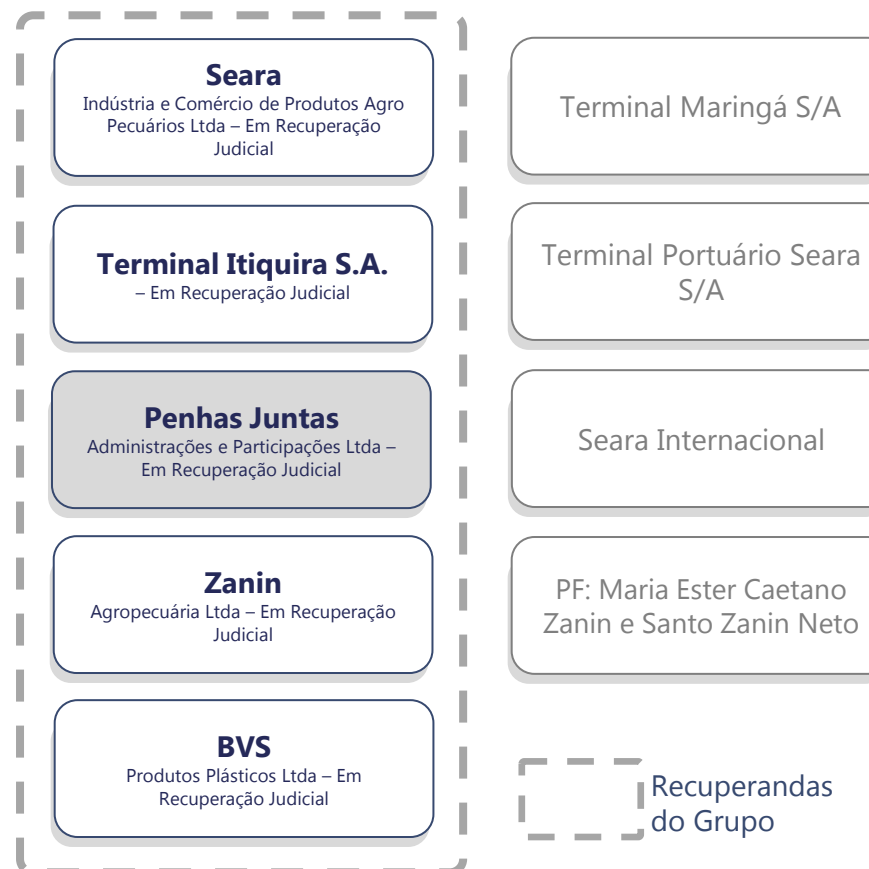 Seara
Indústria e Comércio de Produtos Agro
Pecuários Ltda – Em Recuperação
Judicial
Terminal Itiquira S.A.
– Em Recuperação Judicial
Penhas Juntas
Administrações e Participações Ltda –
Em Recuperação Judicial
Zanin
Agropecuária Ltda – Em Recuperação
Judicial
BVS
Produtos Plásticos Ltda – Em
Recuperação Judicial
Terminal Maringá S/A
Terminal Portuário Seara
S/A
Seara Internacional
PF: Maria Ester Caetano
Zanin e Santo Zanin Neto
Recuperandas
do Grupo